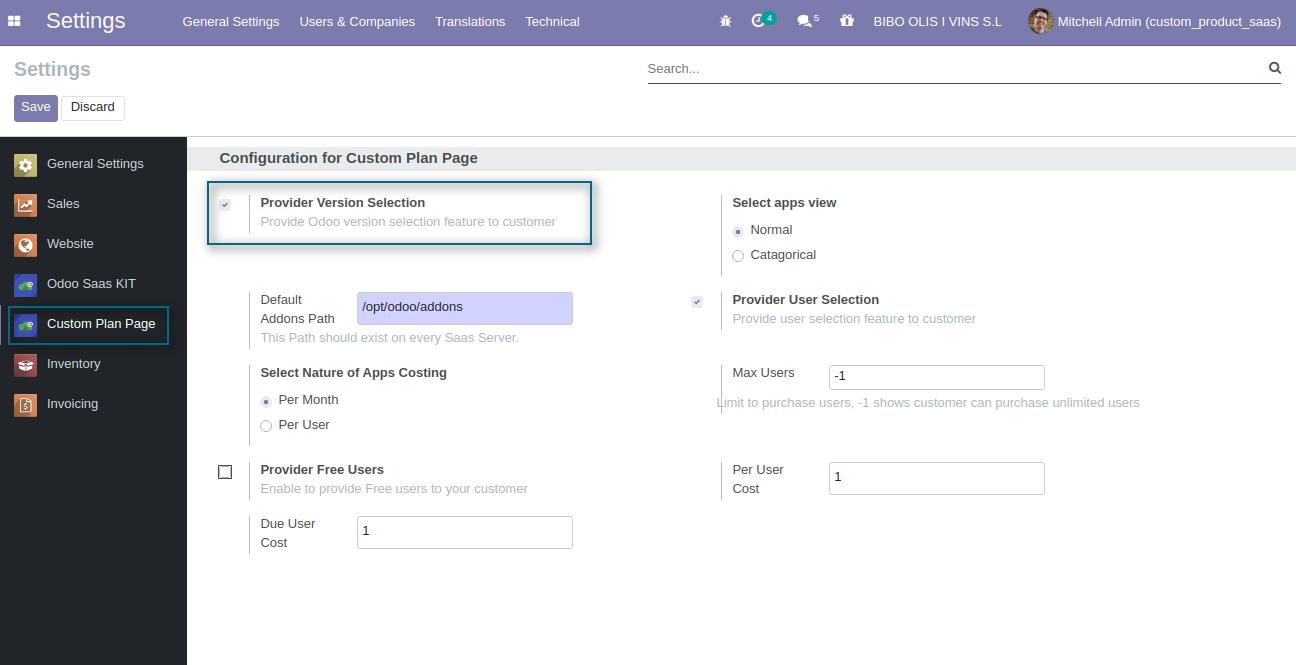 Settings
General Settings
Users & Companies
Translations
Technical
4
5
BIBO OLIS I VINS S.L
Mitchell Admin (custom_product_saas)
Settings
Search...
Save
Discard
General Settings
Sales
Website
Odoo Saas KIT
Custom Plan Page
Inventory
Invoicing
Configuration for Custom Plan Page
Provider Version Selection
Provide Odoo version selection feature to customer
Select apps view
Normal
Catagorical
Default
Addons Path
/opt/odoo/addons
This Path should exist on every Saas Server.
Provider User Selection
Provide user selection feature to customer
Select Nature of Apps Costing
Per Month
Per User
Max Users
-1
Limit to purchase users, -1 shows customer can purchase unlimited users
Provider Free Users
Enable to provide Free users to your customer
Per User
Cost
1
Due User
Cost
1